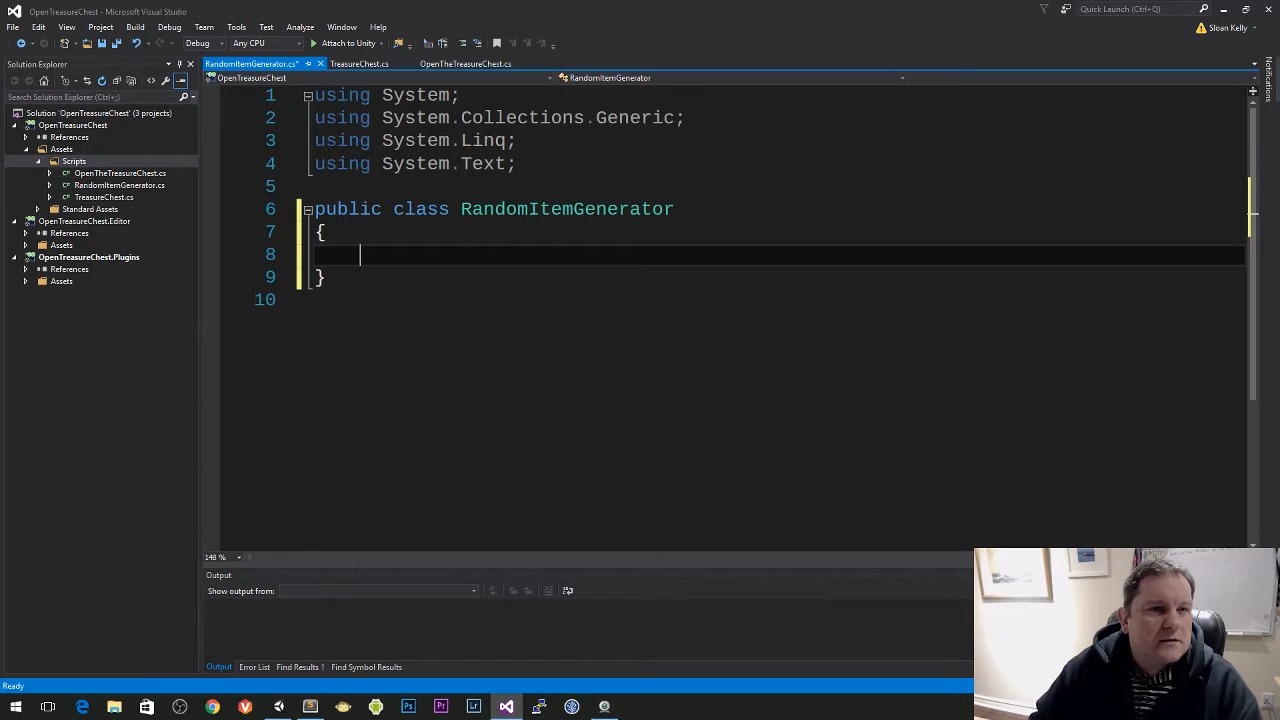 OpenTreasureChest - Microsoft Visual Studio
Quick Launch (Ctrl+Q)
File Edit View Project Build Debug Team Tools Test Analyze Window Help
Sloan Kelly
Debug Any CPU Attach to Unity
Solution Explorer
RandomItemGenerator.cs* TreasureChest.cs OpenTheTreasureChest.cs
OpenTreasureChest RandomItemGenerator
Notifications
Search Solution Explorer (Ctrl+;)
Solution 'OpenTreasureChest' (3 projects)
OpenTreasureChest
References
Assets
Scripts
OpenTheTreasureChest.cs
RandomItemGenerator.cs
TreasureChest.cs
Standard Assets
OpenTreasureChest.Editor
References
Assets
OpenTreasureChest.Plugins
References
Assets
1 using System;
2 using System.Collections.Generic;
3 using System.Linq;
4 using System.Text;
5
6 public class RandomItemGenerator
7 {
8
9 }
10
148 %
Output
Show output from:
Output Error List Find Results 1 Find Symbol Results
Ready
Ps Pr Lr